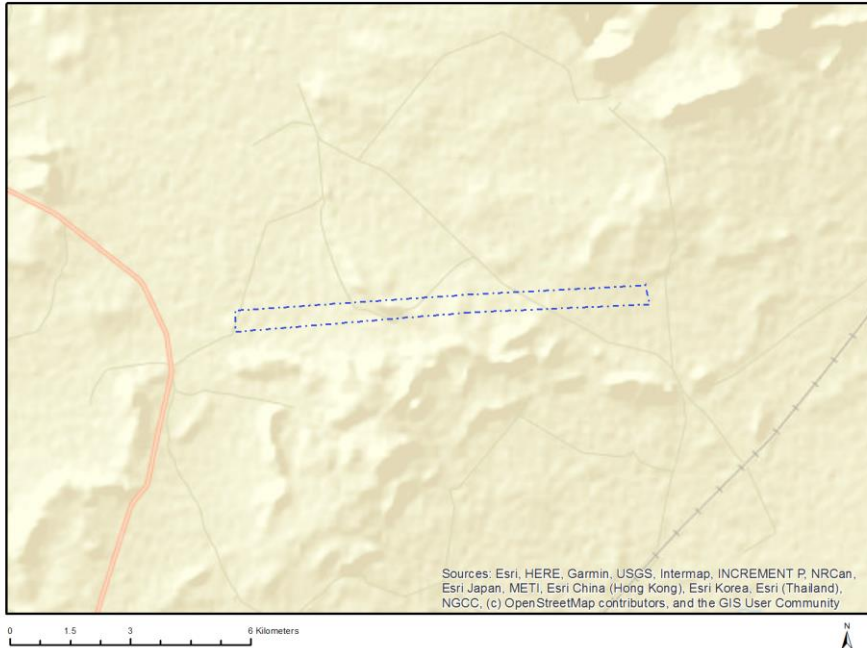 Sources: Esri, HERE, Garmin, USGS, Intermap, INCREMENT P, NRCan,
Esri Japan, METI, Esri China (Hong Kong), Esri Korea, Esri (Thailand),
NGCC, (c) OpenStreetMap contributors, and the GIS User Community
0 1.5 3 6 Kilometers
N